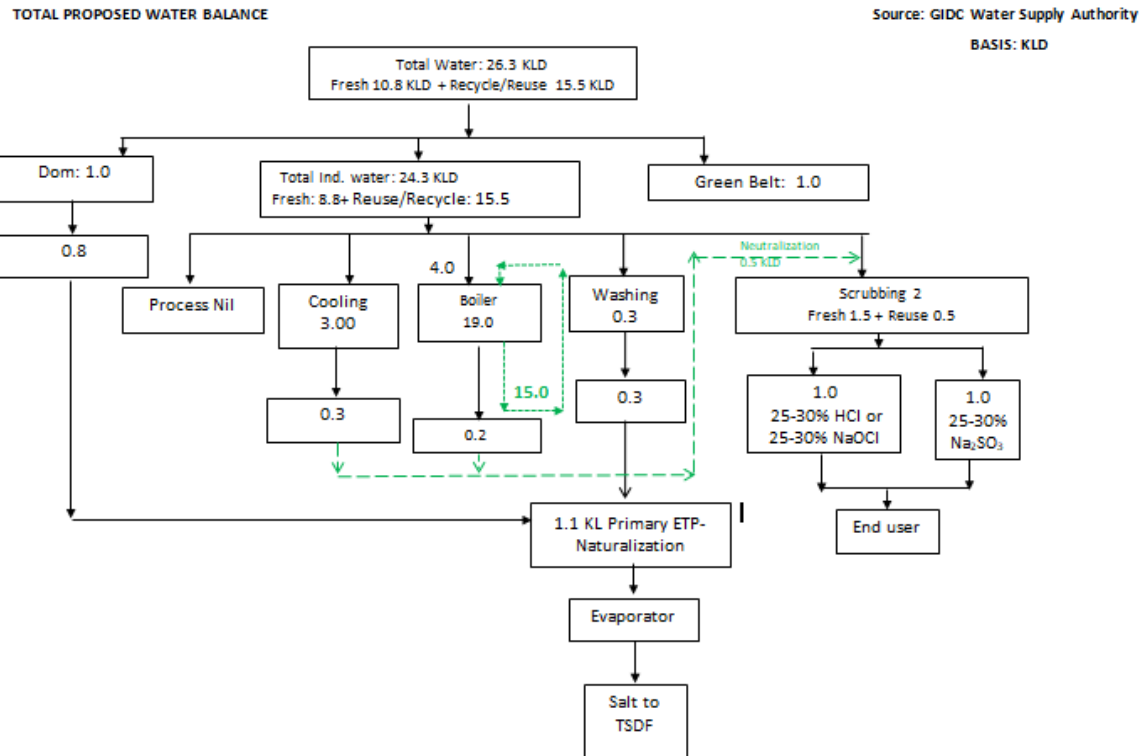 TOTAL PROPOSED WATER BALANCE
Source: GIDC Water Supply Authority
BASIS: KLD
Total Water: 26.3 KLD
Fresh 10.8 KLD + Recycle/Reuse 15.5 KLD
Dom: 1.0
Total Ind. water: 24.3 KLD
Fresh: 8.8+ Reuse/Recycle: 15.5
Green Belt: 1.0
0.8
Process Nil
Cooling
3.00
4.0
Boiler
19.0
Washing
0.3
Neutralization
0.5 KLD
Scrubbing 2
Fresh 1.5 + Reuse 0.5
15.0
0.3
0.2
0.3
1.0
25-30% HCl or
25-30% NaOCl
1.0
25-30%
Na₂SO₃
1.1 KL Primary ETP-
Naturalization
End user
Evaporator
Salt to
TSDF